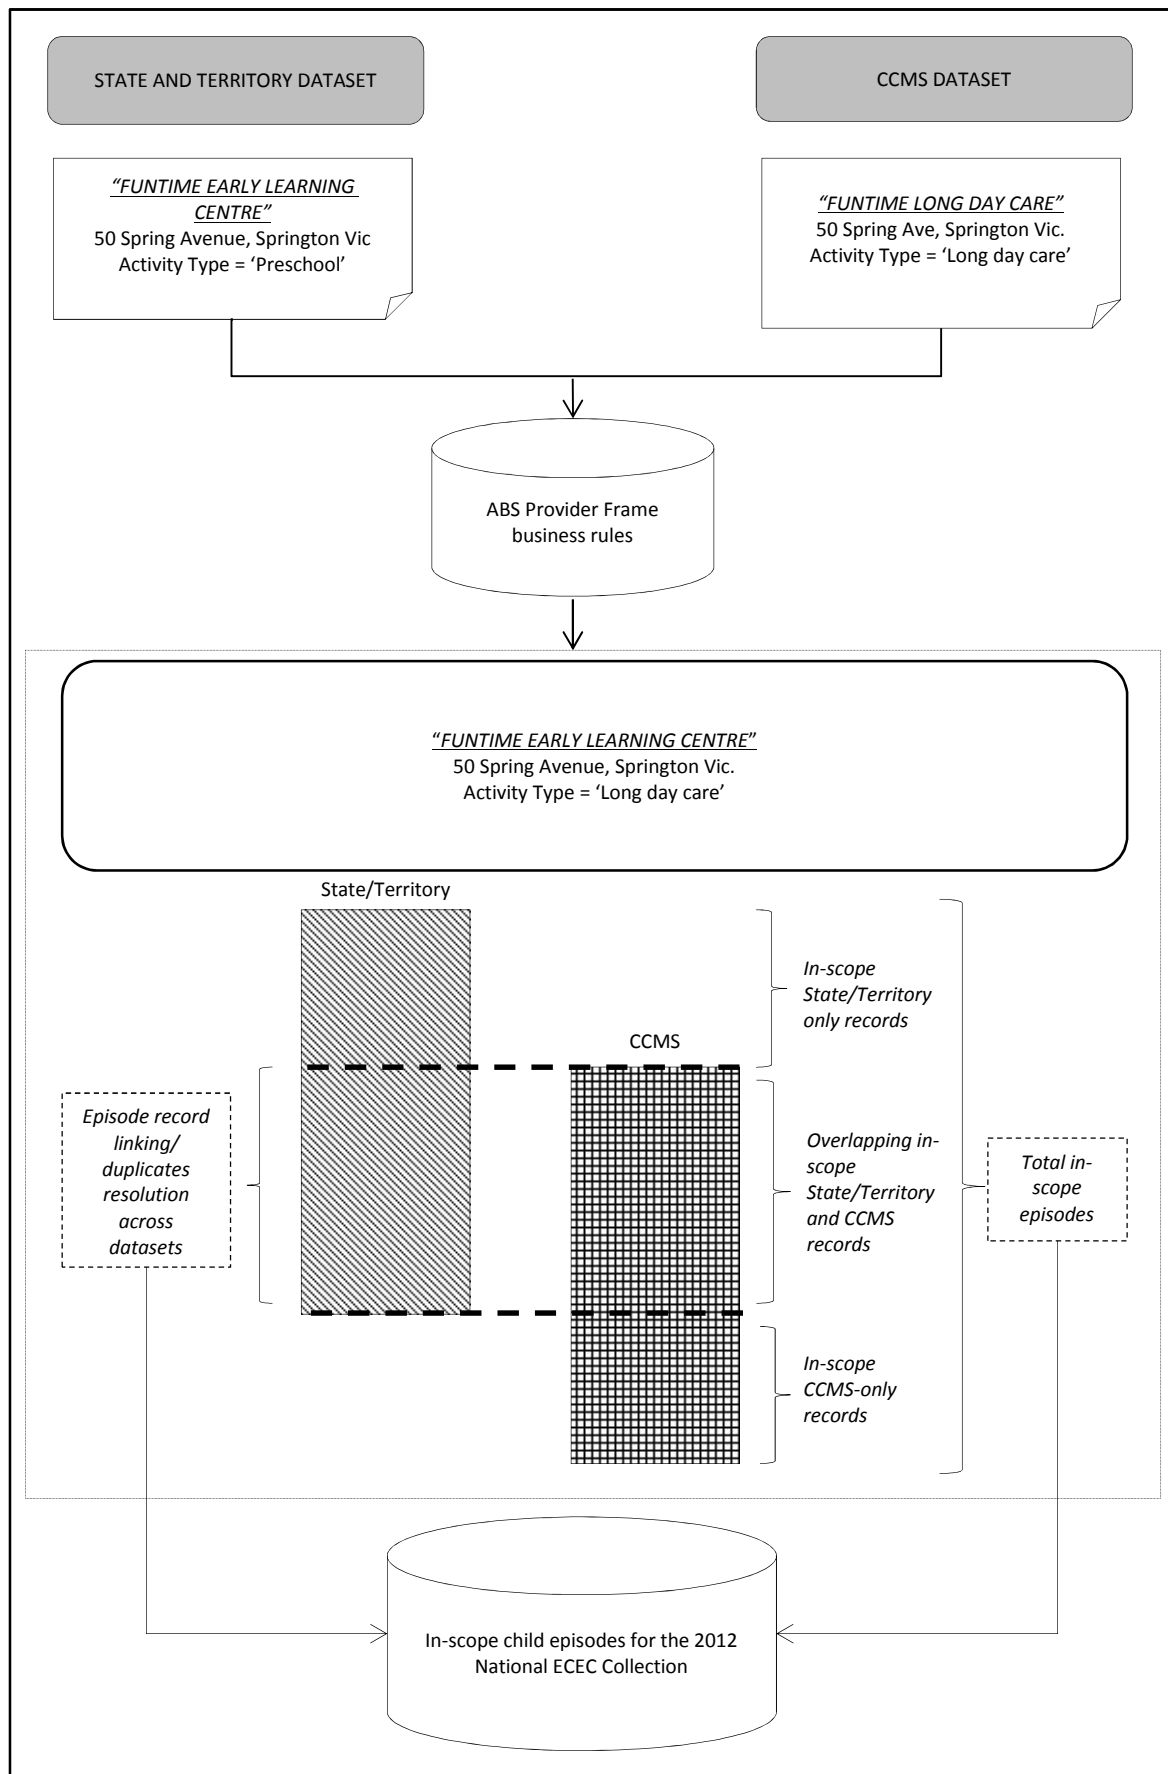 STATE AND TERRITORY DATASET
CCMS DATASET
“FUNTIME EARLY LEARNING
CENTRE”
50 Spring Avenue, Springton Vic
Activity Type = ‘Preschool’
“FUNTIME LONG DAY CARE”
50 Spring Ave, Springton Vic.
Activity Type = ‘Long day care’
ABS Provider Frame
business rules
“FUNTIME EARLY LEARNING CENTRE”
50 Spring Avenue, Springton Vic.
Activity Type = ‘Long day care’
State/Territory
In-scope
State/Territory
only records
CCMS
Episode record
linking/
duplicates
resolution
across
datasets
Overlapping in-
scope
State/Territory
and CCMS
records
Total in-
scope
episodes
In-scope
CCMS-only
records
In-scope child episodes for the 2012
National ECEC Collection